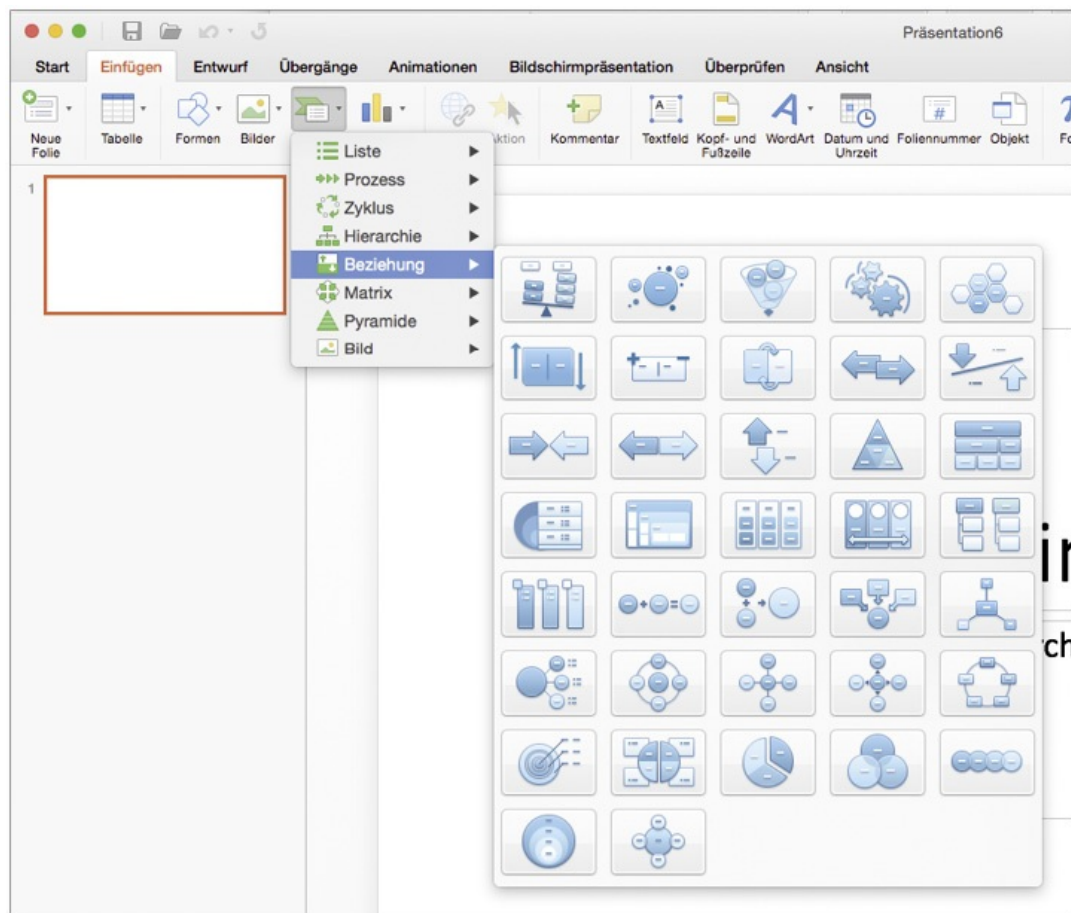 Präsentation6
Start Einfügen Entwurf Übergänge Animationen Bildschirmpräsentation Überprüfen Ansicht
Neue Folie
Tabelle
Formen
Bilder
Kommentar
Textfeld
Kopf- und Fußzeile
WordArt
Datum und Uhrzeit
Foliennummer
Objekt
1
Liste
Prozess
Zyklus
Hierarchie
Beziehung
Matrix
Pyramide
Bild